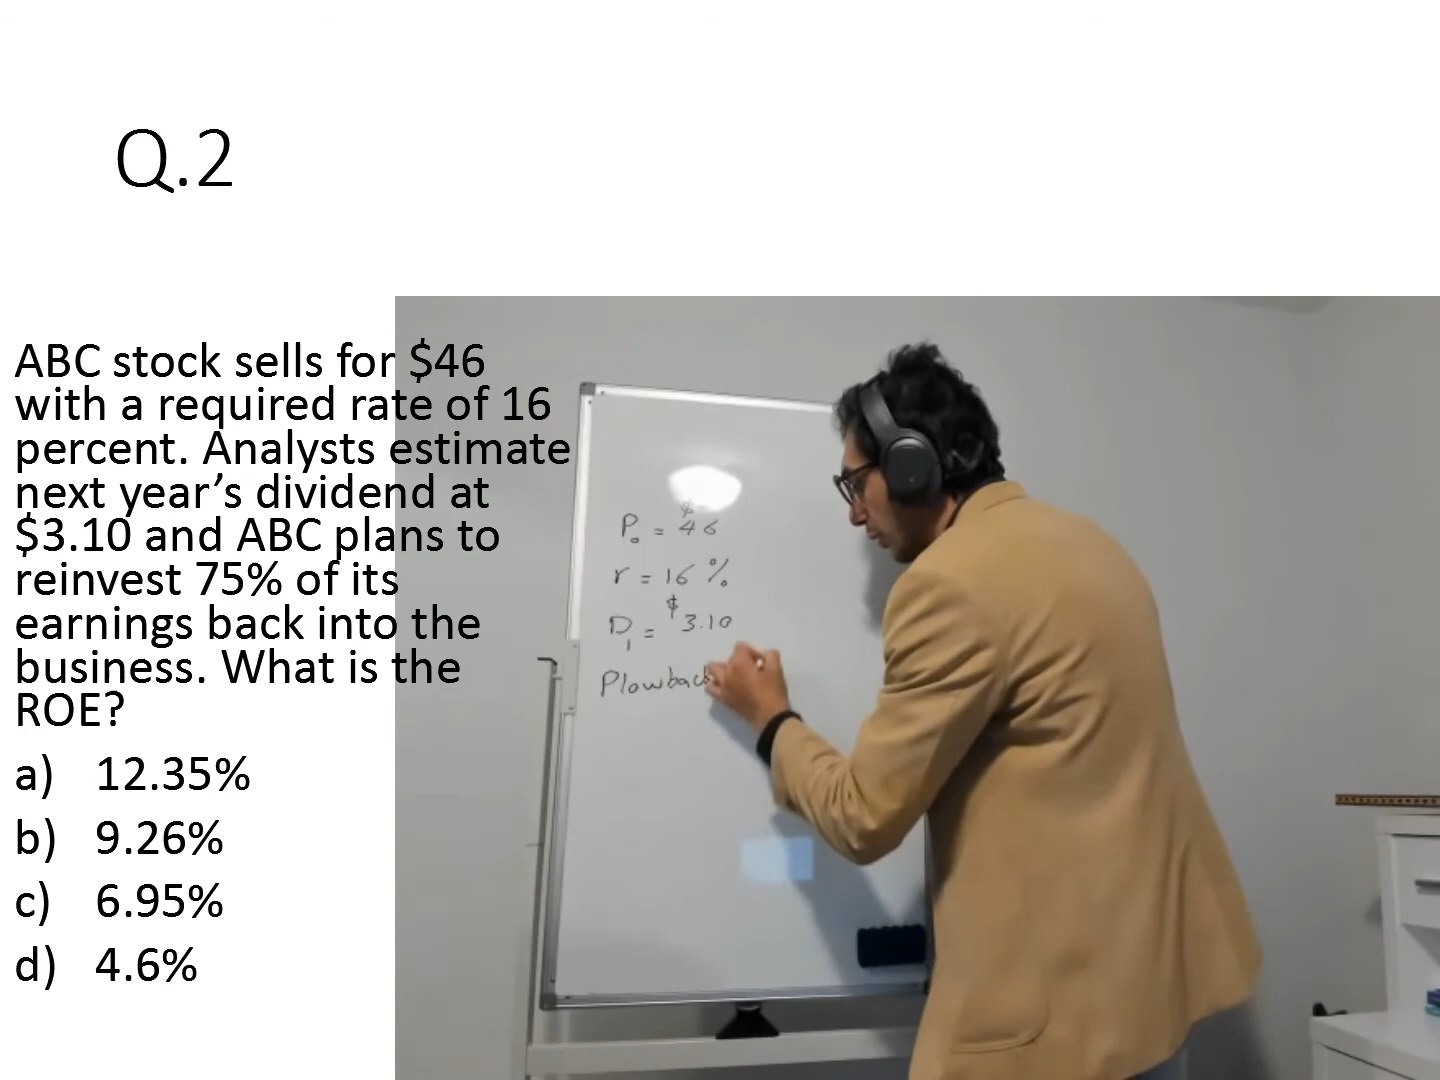 Q.2
ABC stock sells for $46
with a required rate of 16
percent. Analysts estimate
next year’s dividend at
$3.10 and ABC plans to
reinvest 75% of its
earnings back into the
business. What is the
ROE?
a) 12.35%
b) 9.26%
c) 6.95%
d) 4.6%
P₀ = $46
r = 16 %
D₁ = $3.10
Plowback